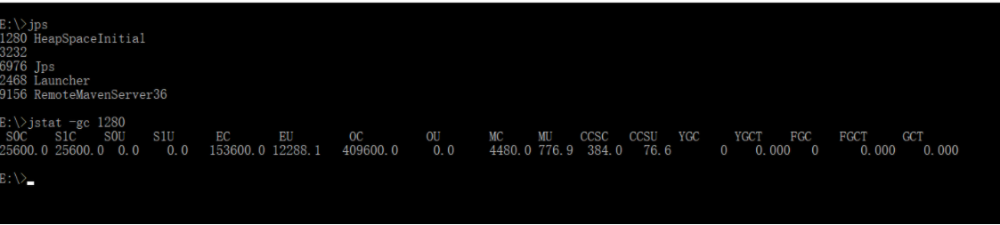 E:\>jps
1280 HeapSpaceInitial
3232
6976 Jps
2468 Launcher
9156 RemoteMavenServer36
E:\>jstat -gc 1280
S0C S1C S0U S1U EC EU OC OU MC MU CCSC CCSU YGC YGCT FGC FGCT GCT
25600.0 25600.0 0.0 0.0 153600.0 12288.1 409600.0 0.0 4480.0 776.9 384.0 76.6 0 0.000 0 0.000 0.000
E:\>